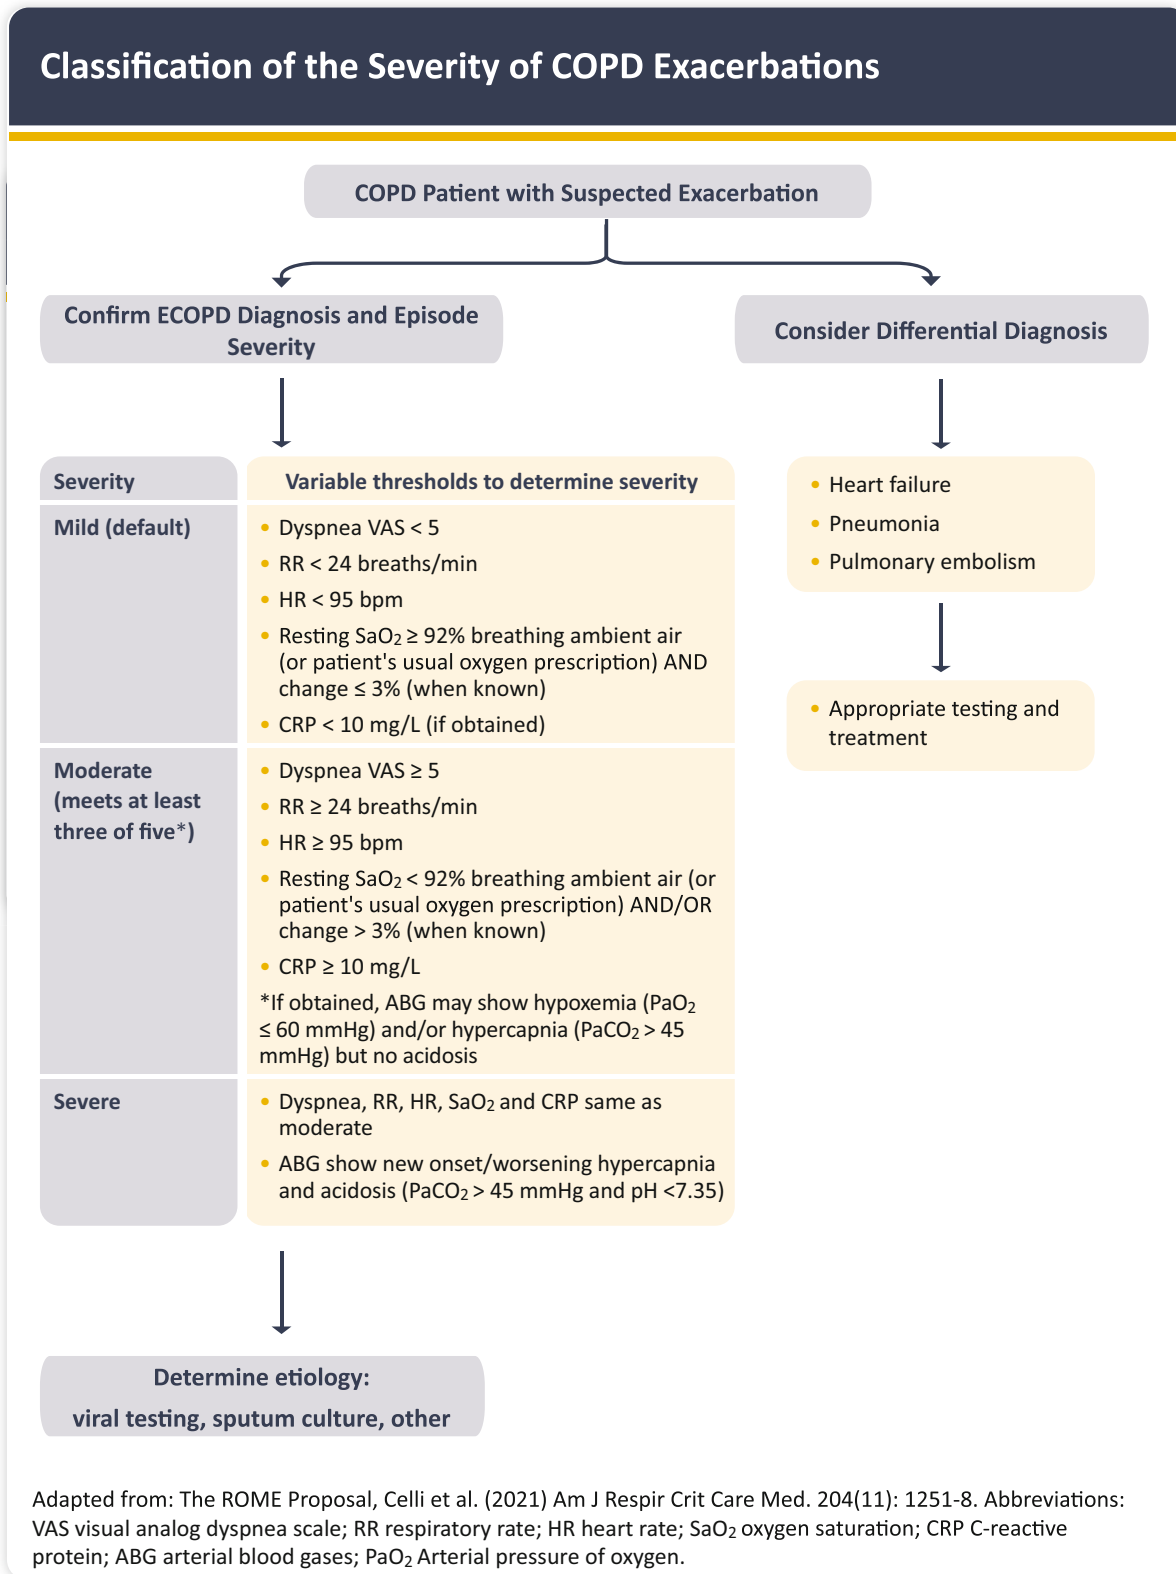 Classification of the Severity of COPD Exacerbations
COPD Patient with Suspected Exacerbation
Confirm ECOPD Diagnosis and Episode
Severity
Consider Differential Diagnosis
Severity
Variable thresholds to determine severity
Mild (default)
• Dyspnea VAS < 5
• RR < 24 breaths/min
• HR < 95 bpm
• Resting SaO₂ ≥ 92% breathing ambient air
(or patient's usual oxygen prescription) AND
change ≤ 3% (when known)
• CRP < 10 mg/L (if obtained)
Moderate
(meets at least
three of five*)
• Dyspnea VAS ≥ 5
• RR ≥ 24 breaths/min
• HR ≥ 95 bpm
• Resting SaO₂ < 92% breathing ambient air (or
patient's usual oxygen prescription) AND/OR
change > 3% (when known)
• CRP ≥ 10 mg/L
*If obtained, ABG may show hypoxemia (PaO₂
≤ 60 mmHg) and/or hypercapnia (PaCO₂ > 45
mmHg) but no acidosis
Severe
• Dyspnea, RR, HR, SaO₂ and CRP same as
moderate
• ABG show new onset/worsening hypercapnia
and acidosis (PaCO₂ > 45 mmHg and pH <7.35)
• Heart failure
• Pneumonia
• Pulmonary embolism
• Appropriate testing and
treatment
Determine etiology:
viral testing, sputum culture, other
Adapted from: The ROME Proposal, Celli et al. (2021) Am J Respir Crit Care Med. 204(11): 1251-8. Abbreviations:
VAS visual analog dyspnea scale; RR respiratory rate; HR heart rate; SaO₂ oxygen saturation; CRP C-reactive
protein; ABG arterial blood gases; PaO₂ Arterial pressure of oxygen.